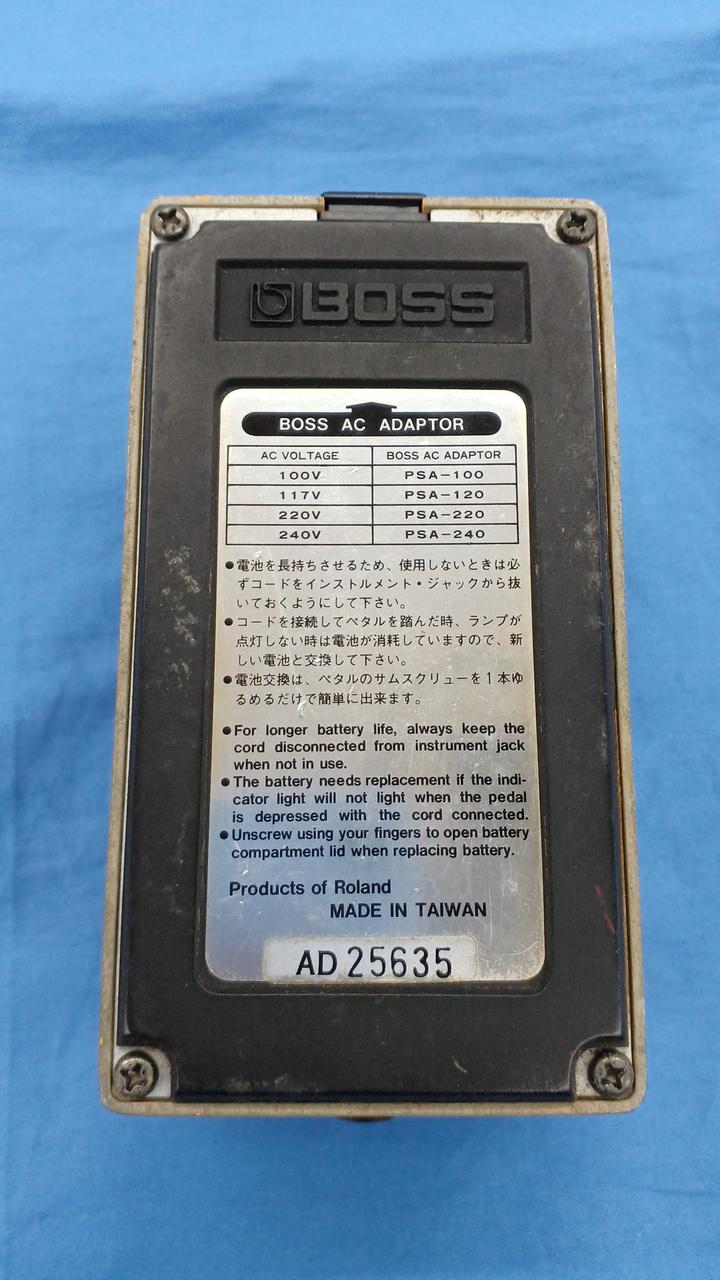 BOSS
BOSS AC ADAPTOR
AC VOLTAGE BOSS AC ADAPTOR
100V PSA-100
117V PSA-120
220V PSA-220
240V PSA-240
●電池を長持ちさせるため、使用しないときは必
ずコードをインストルメント・ジャックから抜
いておくようにして下さい。
●コードを接続してペタルを踏んだ時、ランプが
点灯しない時は電池が消耗していますので、新
しい電池と交換して下さい。
●電池交換は、ペタルのサムスクリューを1本ゆ
るめるだけで簡単に出来ます。
●For longer battery life, always keep the
cord disconnected from instrument jack
when not in use.
●The battery needs replacement if the indi-
cator light will not light when the pedal
is depressed with the cord connected.
●Unscrew using your fingers to open battery
compartment lid when replacing battery.
Products of Roland
MADE IN TAIWAN
AD 25635